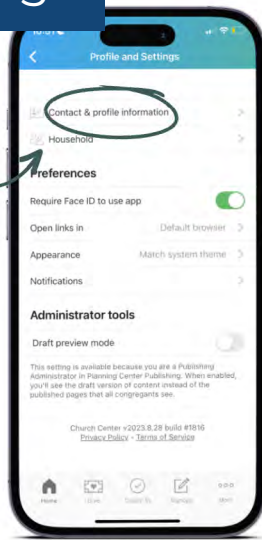 10:31
Profile and Settings
Contact & profile information
Household
Preferences
Require Face ID to use app
Open links in Default browser
Appearance Match system theme
Notifications
Administrator tools
Draft preview mode
This setting is available because you are a Publishing
Administrator in Planning Center Publishing. When enabled,
you'll see the draft version of content instead of the
published pages that all congregants see.
Church Center v2023.8.28 build #1816
Privacy Policy - Terms of Service
Home
Give
More